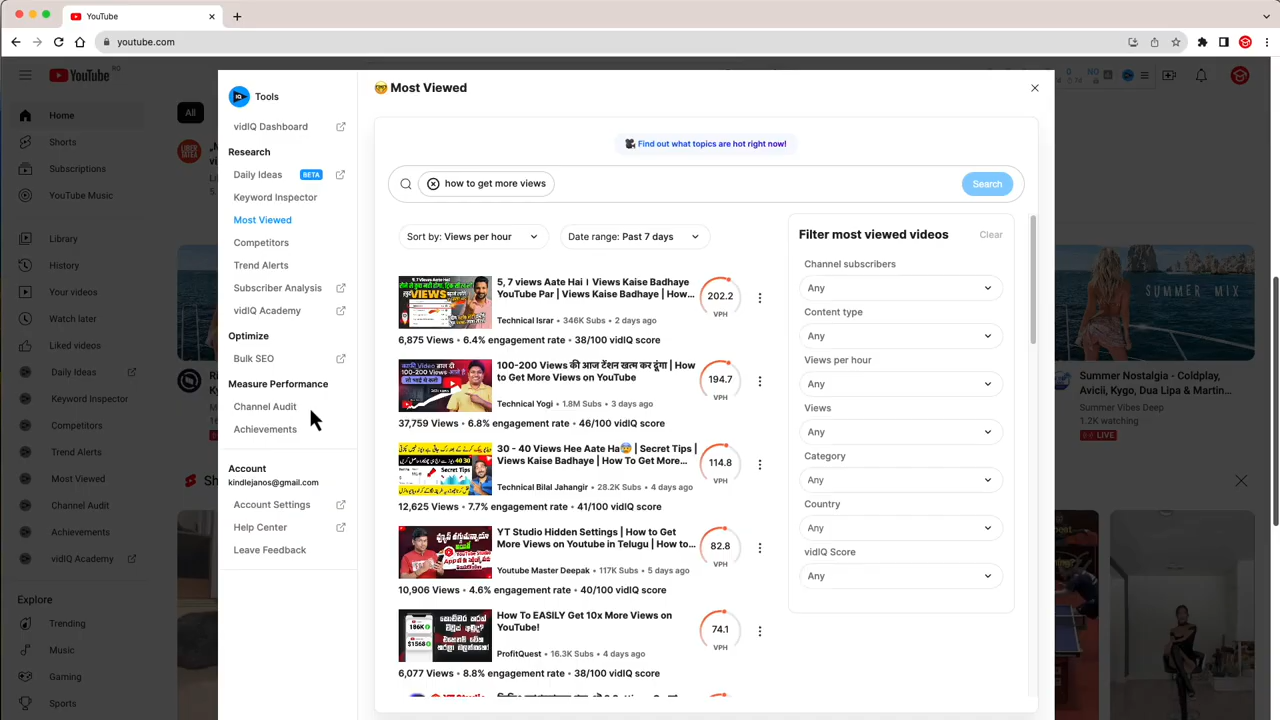 YouTube
youtube.com
YouTube RO
Home
Shorts
Subscriptions
YouTube Music
Library
History
Your videos
Watch later
Liked videos
Daily Ideas
Keyword Inspector
Competitors
Trend Alerts
Most Viewed
Channel Audit
Achievements
vidIQ Academy
Explore
Trending
Music
Gaming
Sports
All
Tools
vidIQ Dashboard
Research
Daily Ideas BETA
Keyword Inspector
Most Viewed
Competitors
Trend Alerts
Subscriber Analysis
vidIQ Academy
Optimize
Bulk SEO
Measure Performance
Channel Audit
Achievements
Account
kindlejanos@gmail.com
Account Settings
Help Center
Leave Feedback
Most Viewed
Find out what topics are hot right now!
how to get more views
Search
Sort by: Views per hour
Date range: Past 7 days
5, 7 views Aate Hai । Views Kaise Badhaye
YouTube Par | Views Kaise Badhaye | How...
Technical Israr • 346K Subs • 2 days ago
6,875 Views • 6.4% engagement rate • 38/100 vidIQ score
202.2
VPH
100-200 Views की आज टेंशन खत्म कर दूंगा | How
to Get More Views on YouTube
Technical Yogi • 1.8M Subs • 3 days ago
37,759 Views • 6.8% engagement rate • 46/100 vidIQ score
194.7
VPH
30 - 40 Views Hee Aate Ha😰 | Secret Tips |
Views Kaise Badhaye | How To Get More...
Technical Bilal Jahangir • 28.2K Subs • 4 days ago
12,625 Views • 7.7% engagement rate • 41/100 vidIQ score
114.8
VPH
YT Studio Hidden Settings | How to Get
More Views on Youtube in Telugu | How to...
Youtube Master Deepak • 117K Subs • 5 days ago
10,906 Views • 4.6% engagement rate • 40/100 vidIQ score
82.8
VPH
How To EASILY Get 10x More Views on
YouTube!
ProfitQuest • 16.3K Subs • 4 days ago
6,077 Views • 8.8% engagement rate • 38/100 vidIQ score
74.1
VPH
VIEWS
Secret Tips
186K
$1568
Filter most viewed videos
Clear
Channel subscribers
Any
Content type
Any
Views per hour
Any
Views
Any
Category
Any
Country
Any
vidIQ Score
Any
SUMMER MIX
Summer Nostalgia - Coldplay,
Avicii, Kygo, Dua Lipa & Martin...
Summer Vibes Deep
1.2K watching
LIVE